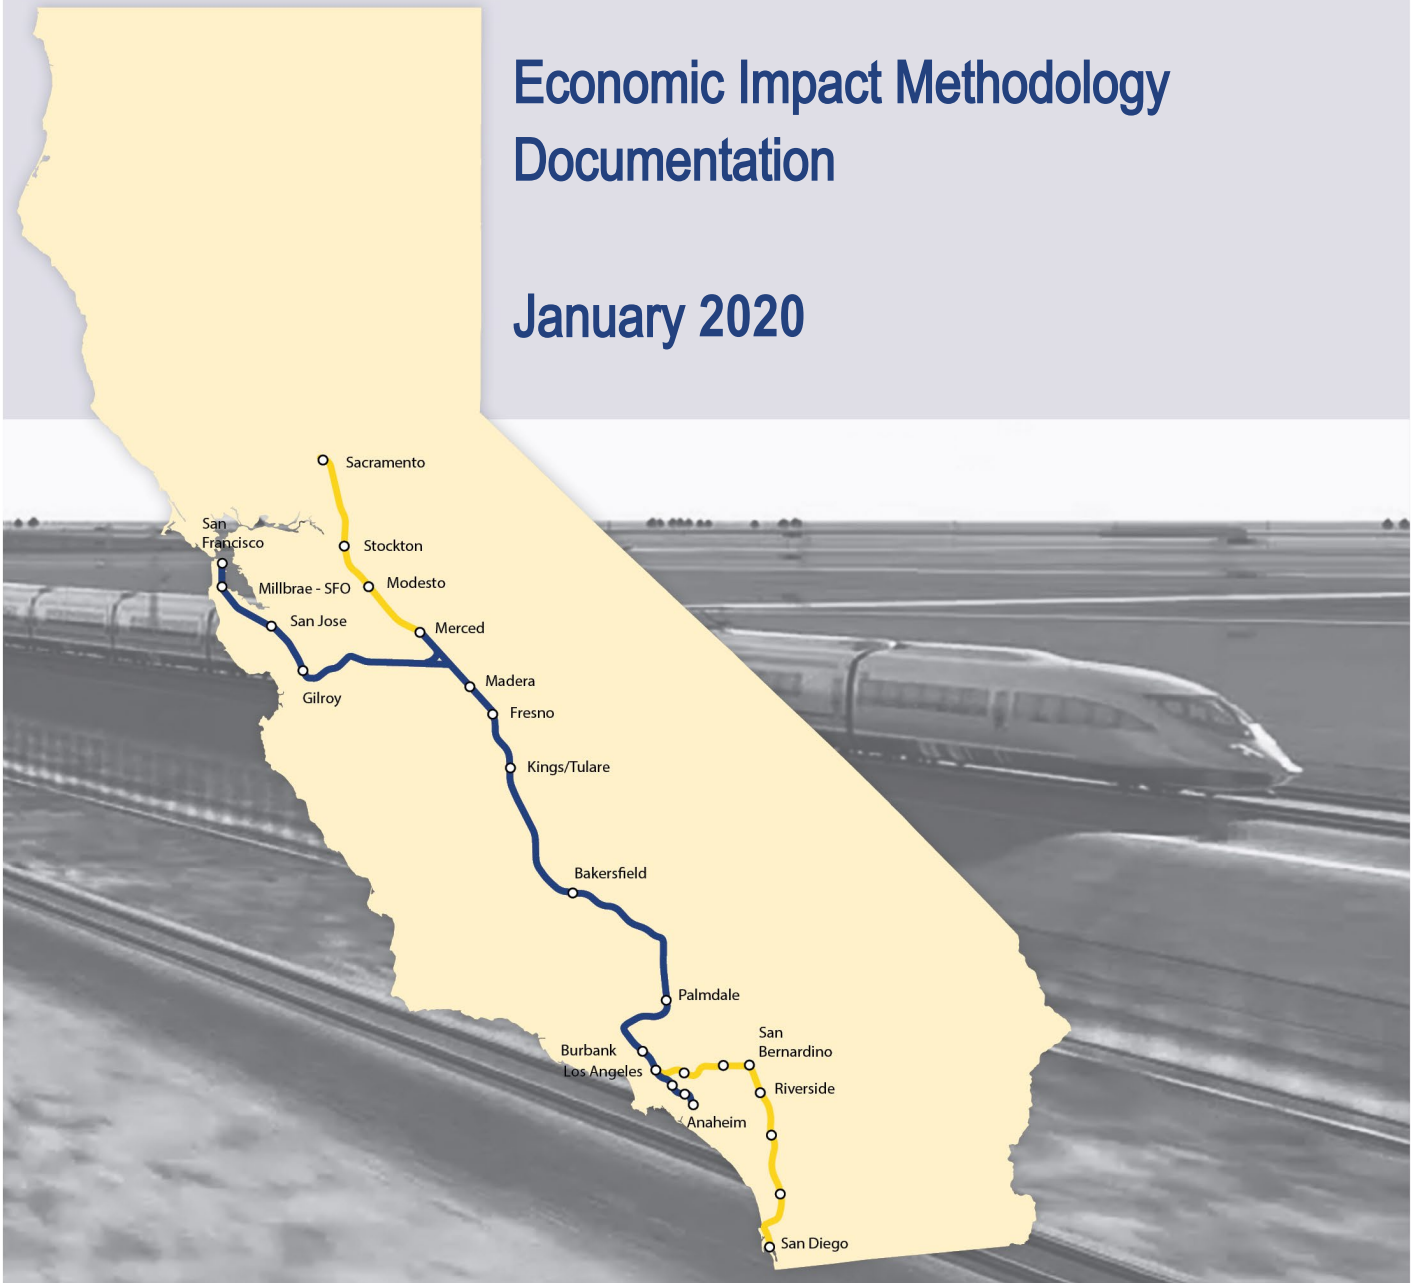 Economic Impact Methodology
Documentation
January 2020
Sacramento
San
Francisco
Stockton
Millbrae - SFO
Modesto
San Jose
Merced
Gilroy
Madera
Fresno
Kings/Tulare
Bakersfield
Palmdale
San
Bernardino
Burbank
Los Angeles
Riverside
Anaheim
San Diego